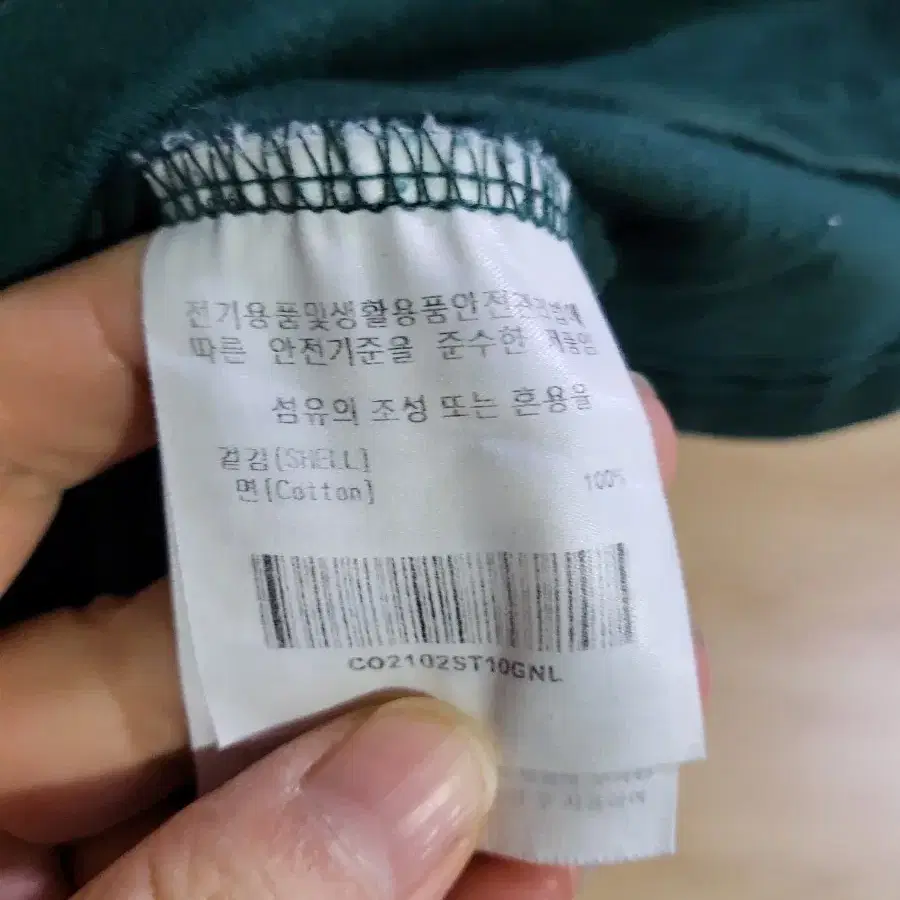 전기용품및생활용품안전관리법에
따른 안전기준을 준수한 제품임
섬유의 조성 또는 혼용율
겉감(SHELL)
면(Cotton) 100%
CO2102ST10GNL